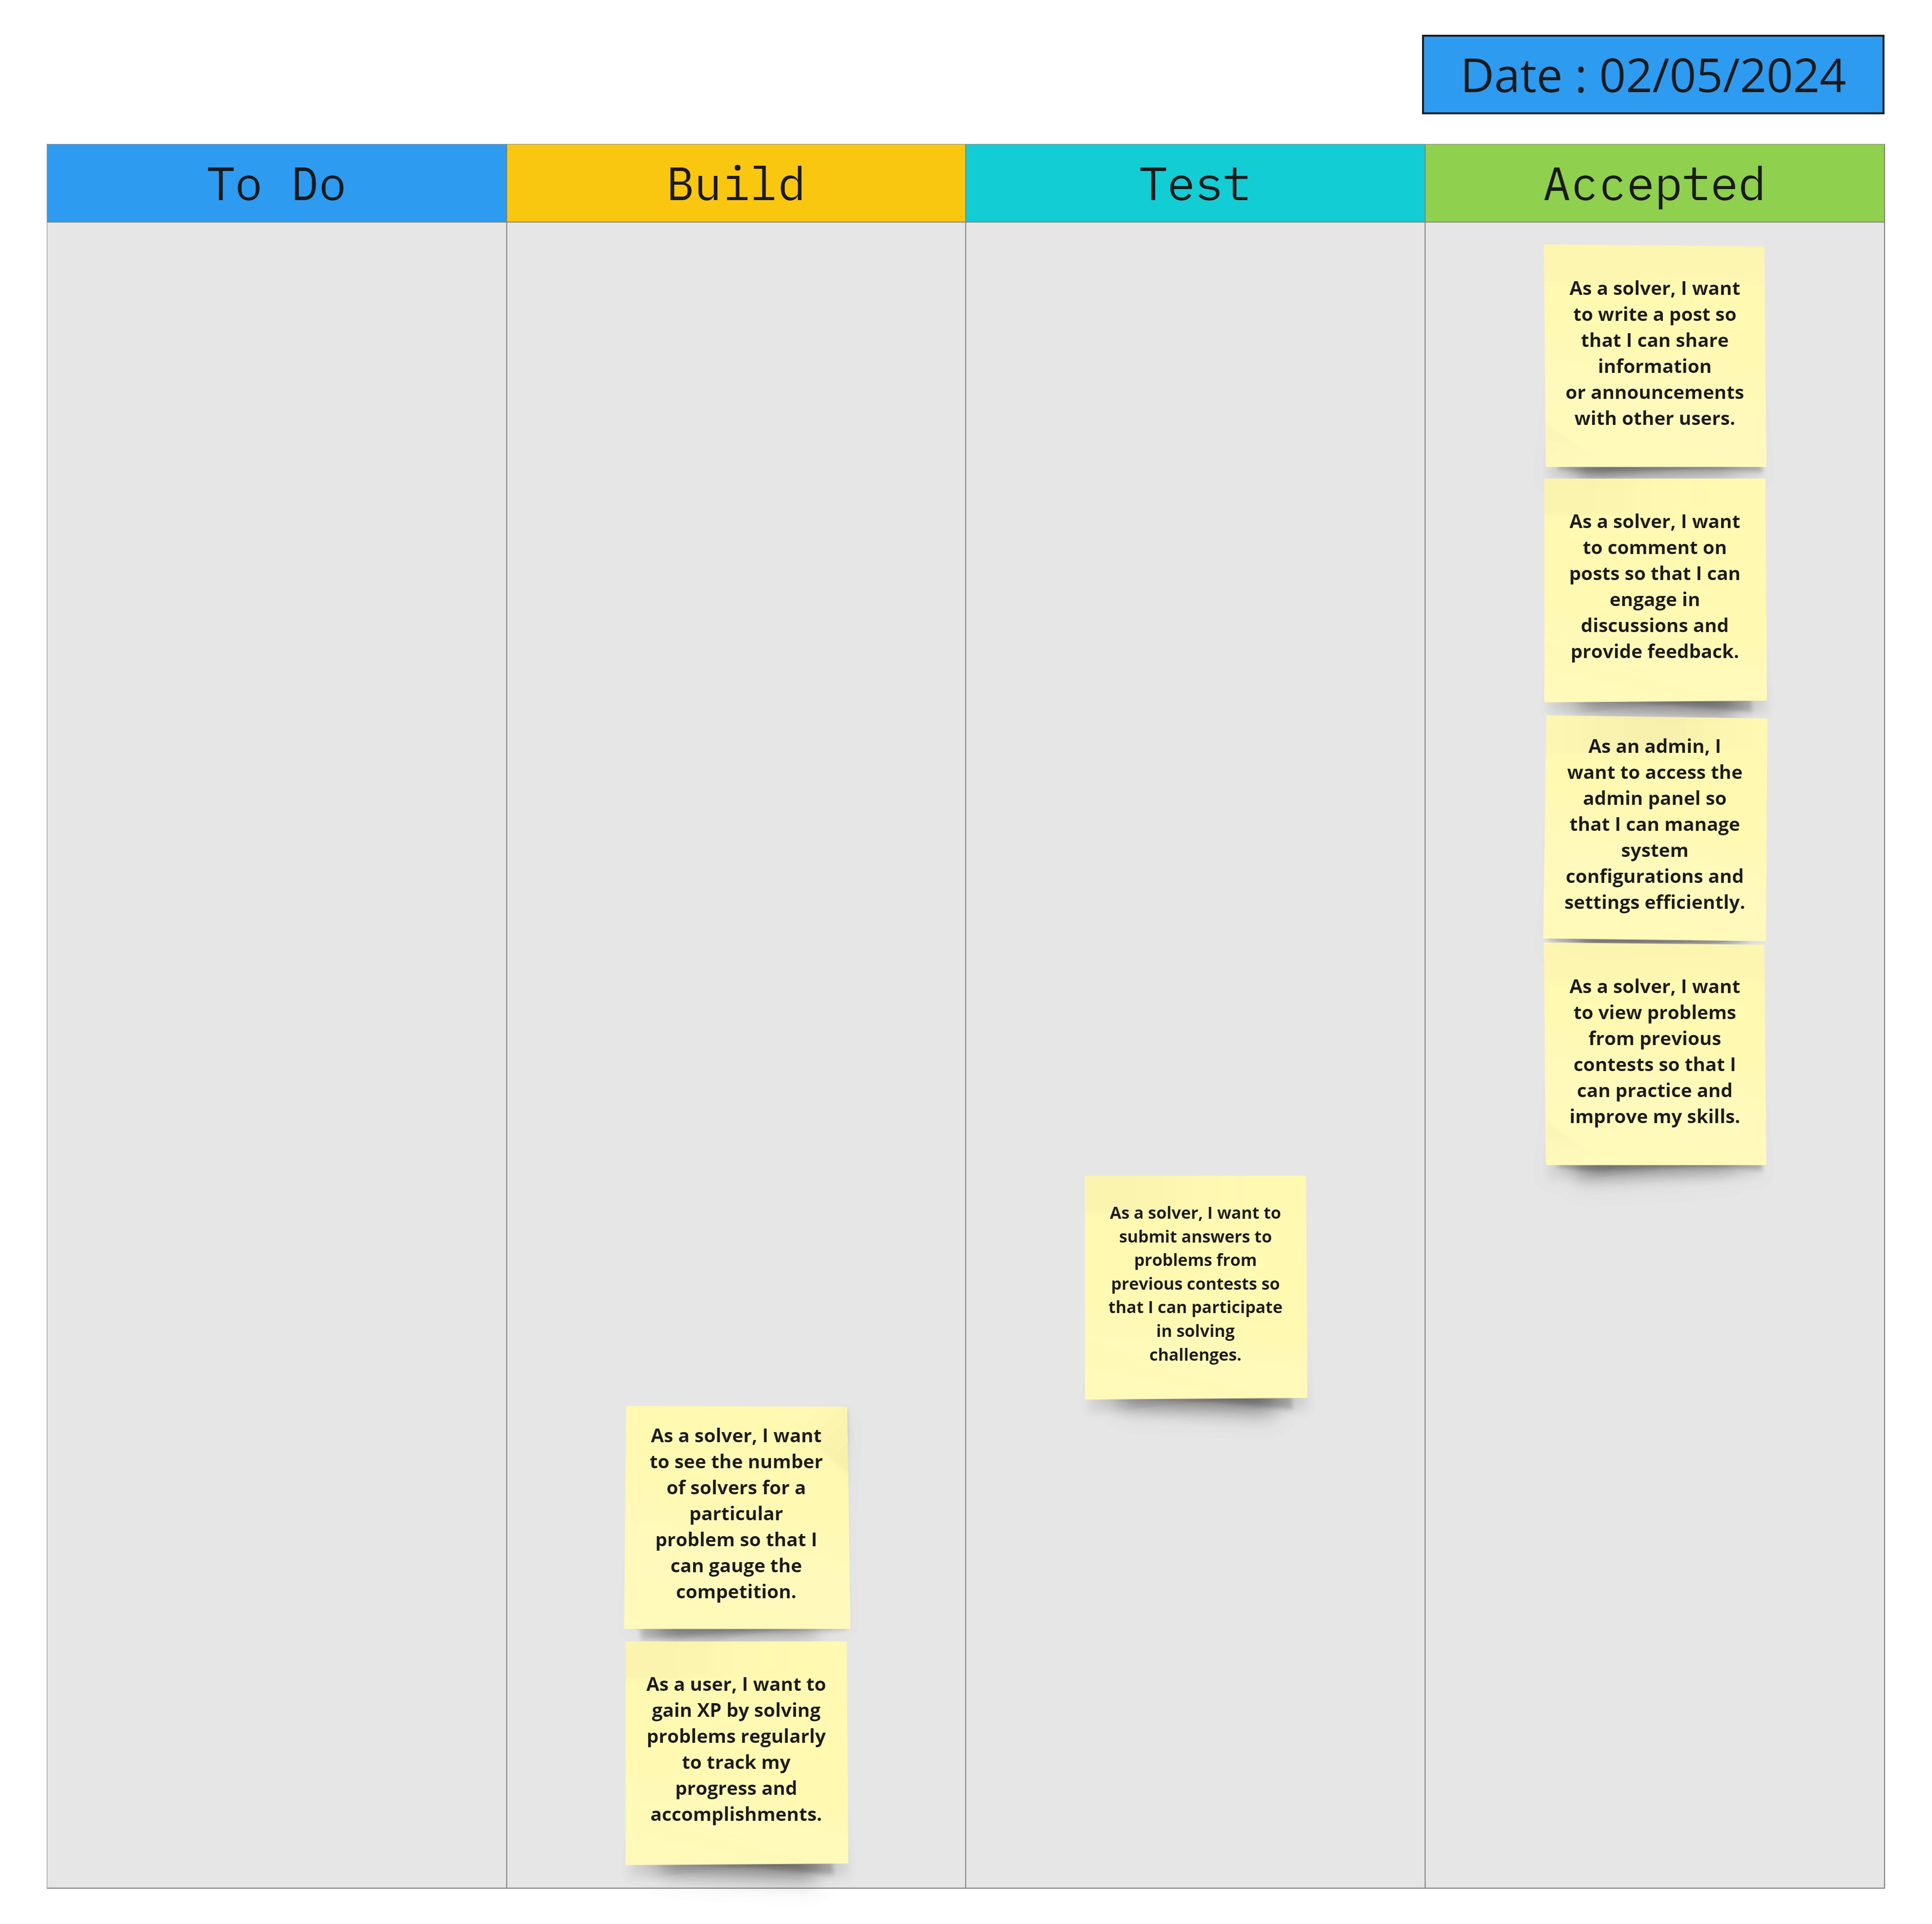 Date : 02/05/2024
To Do
Build
Test
Accepted
As a solver, I want
to write a post so
that I can share
information
or announcements
with other users.
As a solver, I want
to comment on
posts so that I can
engage in
discussions and
provide feedback.
As an admin, I
want to access the
admin panel so
that I can manage
system
configurations and
settings efficiently.
As a solver, I want
to view problems
from previous
contests so that I
can practice and
improve my skills.
As a solver, I want to
submit answers to
problems from
previous contests so
that I can participate
in solving
challenges.
As a solver, I want
to see the number
of solvers for a
particular
problem so that I
can gauge the
competition.
As a user, I want to
gain XP by solving
problems regularly
to track my
progress and
accomplishments.